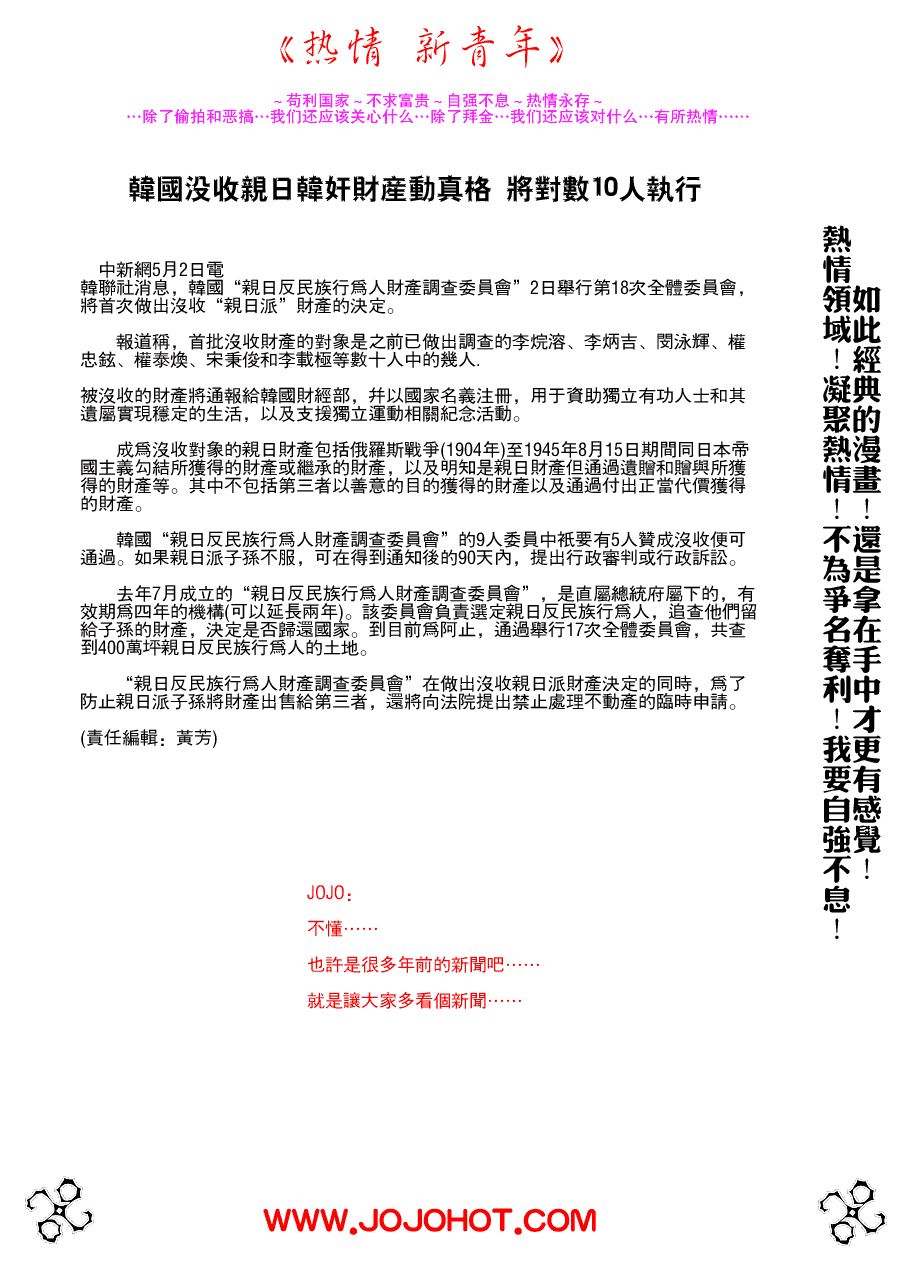 《热情 新青年》
～苟利国家～不求富贵～自强不息～热情永存～
…除了偷拍和恶搞…我们还应该关心什么…除了拜金…我们还应该对什么…有所热情……
韓國没收親日韓奸財産動真格 將對數10人執行
中新網5月2日電
韓聯社消息，韓國“親日反民族行爲人財產調查委員會”2日舉行第18次全體委員會，
將首次做出沒收“親日派”財產的決定。
報道稱，首批沒收財產的對象是之前已做出調查的李烷溶、李炳吉、閔泳輝、權
忠鉉、權泰煥、宋秉俊和李載極等數十人中的幾人.
被沒收的財產將通報給韓國財經部，幷以國家名義注冊，用于資助獨立有功人士和其
遺屬實現穩定的生活，以及支援獨立運動相關紀念活動。
成爲沒收對象的親日財產包括俄羅斯戰爭(1904年)至1945年8月15日期間同日本帝
國主義勾結所獲得的財產或繼承的財產，以及明知是親日財產但通過遺贈和贈與所獲
得的財產等。其中不包括第三者以善意的目的獲得的財產以及通過付出正當代價獲得
的財產。
韓國“親日反民族行爲人財產調查委員會”的9人委員中衹要有5人贊成沒收便可
通過。如果親日派子孫不服，可在得到通知後的90天內，提出行政審判或行政訴訟。
去年7月成立的“親日反民族行爲人財產調查委員會”，是直屬總統府屬下的，有
效期爲四年的機構(可以延長兩年)。該委員會負責選定親日反民族行爲人，追查他們留
給子孫的財產，決定是否歸還國家。到目前爲阿止，通過舉行17次全體委員會，共查
到400萬坪親日反民族行爲人的土地。
“親日反民族行爲人財產調查委員會”在做出沒收親日派財產決定的同時，爲了
防止親日派子孫將財產出售給第三者，還將向法院提出禁止處理不動產的臨時申請。
(責任編輯：黃芳)
如此經典的漫畫！還是拿在手中才更有感覺！
熱情領域！凝聚熱情！不為爭名奪利！我要自強不息！
JOJO：
不懂……
也許是很多年前的新聞吧……
就是讓大家多看個新聞……
WWW.JOJOHOT.COM